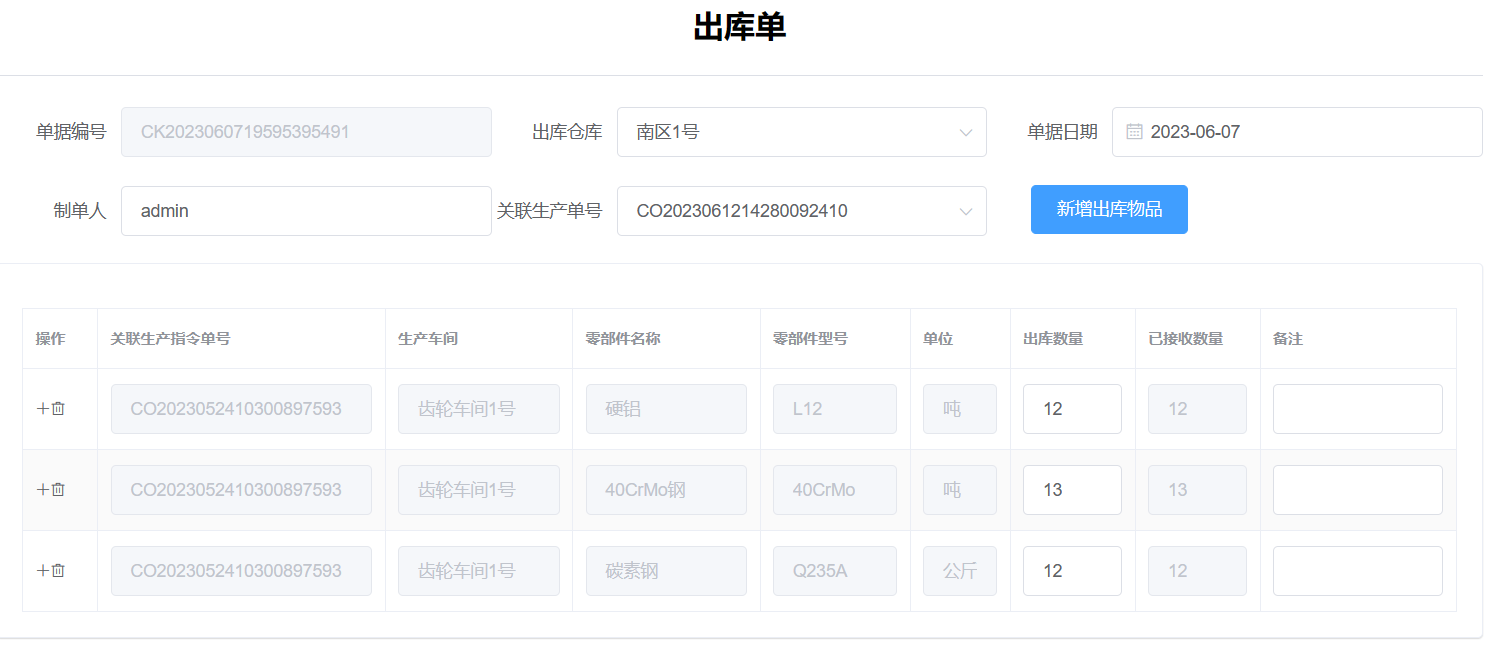 出库单
单据编号 CK2023060719595395491 出库仓库 南区1号 单据日期 2023-06-07
制单人 admin 关联生产单号 CO2023061214280092410 新增出库物品
操作 关联生产指令单号 生产车间 零部件名称 零部件型号 单位 出库数量 已接收数量 备注
CO2023052410300897593 齿轮车间1号 硬铝 L12 吨 12 12
CO2023052410300897593 齿轮车间1号 40CrMo钢 40CrMo 吨 13 13
CO2023052410300897593 齿轮车间1号 碳素钢 Q235A 公斤 12 12